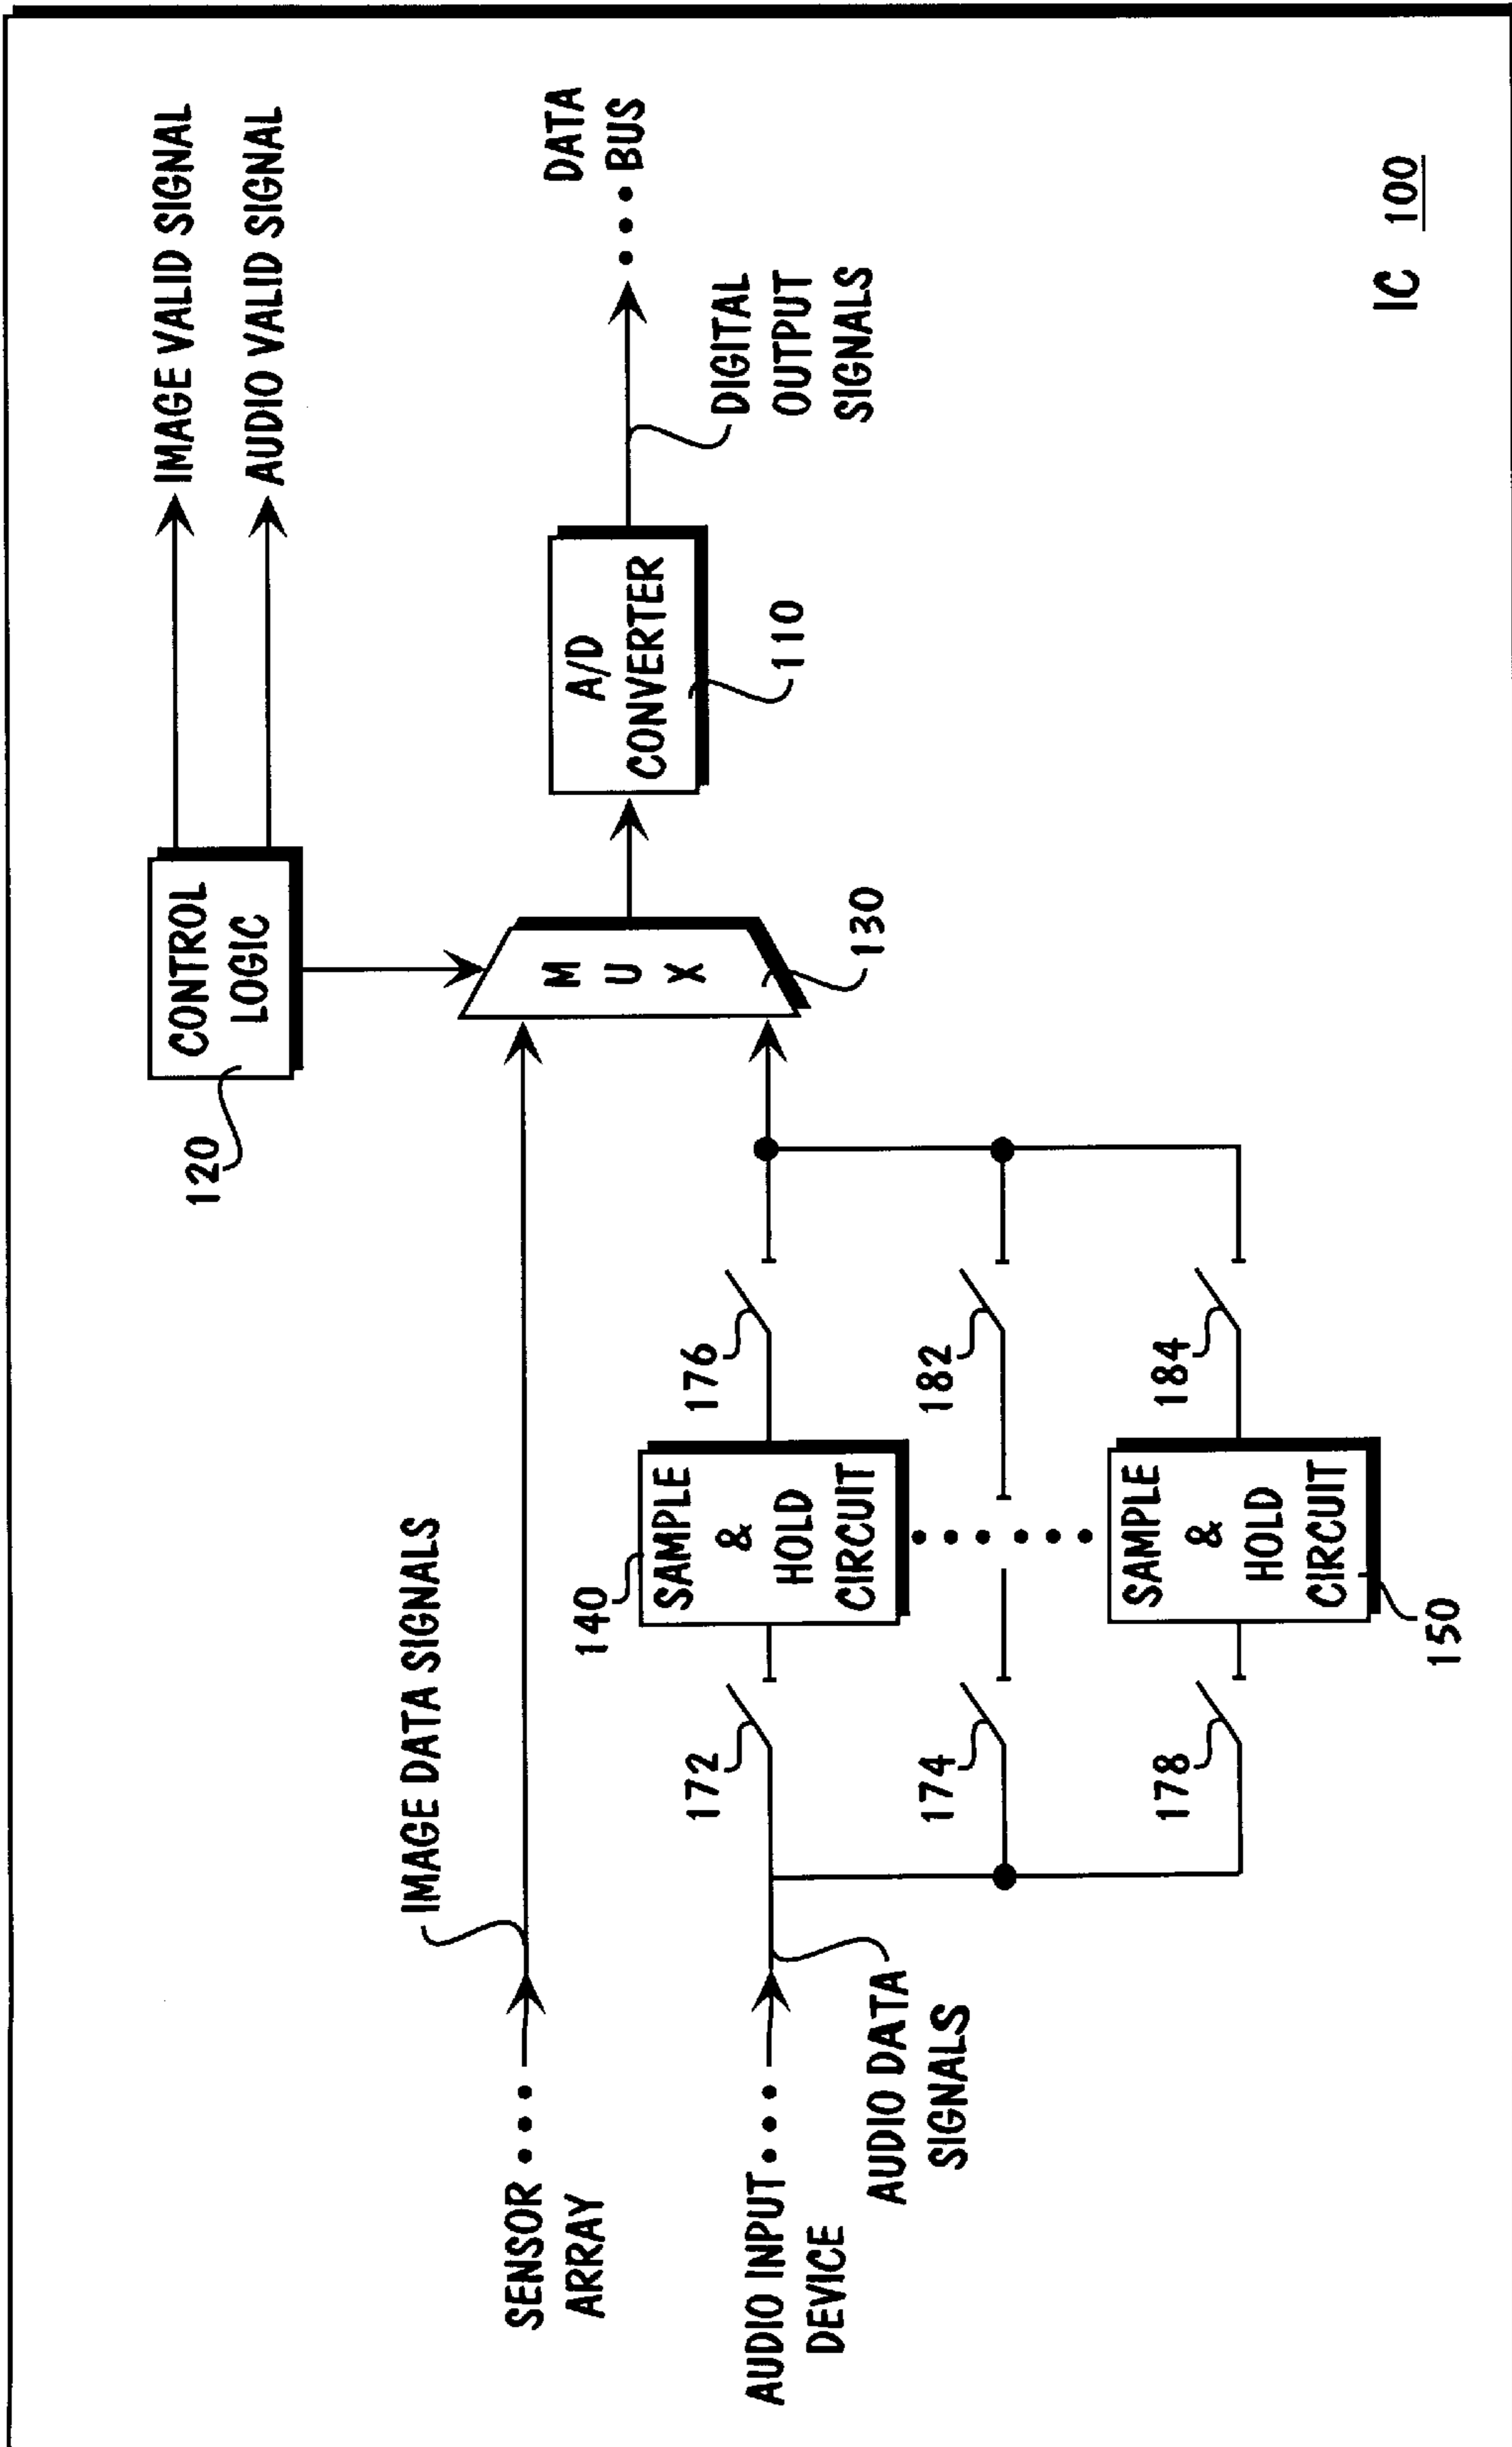 IMAGE VALID SIGNAL
AUDIO VALID SIGNAL
CONTROL
LOGIC
120
IMAGE DATA SIGNALS
SENSOR
ARRAY
M
U
X
130
A/D
CONVERTER
110
DATA
BUS
DIGITAL
OUTPUT
SIGNALS
AUDIO INPUT
DEVICE
AUDIO DATA
SIGNALS
172
140
SAMPLE
&
HOLD
CIRCUIT
176
174
182
178
SAMPLE
&
HOLD
CIRCUIT
150
184
IC 100